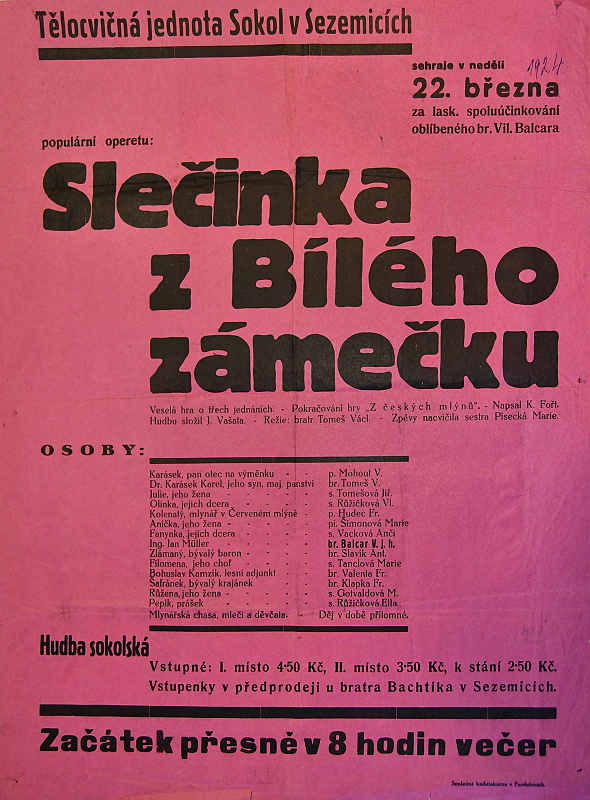 Tělocvičná jednota Sokol v Sezemicích
sehraje v neděli 1924
22. března
za lask. spoluúčinkování
oblíbeného br. Vil. Balcara
populární operetu:
Slečinka
z Bílého
zámečku
Veselá hra o třech jednáních. - Pokračování hry „Z českých mlýnů“. - Napsal K. Fořt.
Hudbu složil J. Vašata. - Režie: bratr Tomeš Václ. - Zpěvy nacvičila sestra Písecká Marie.
OSOBY:
Karásek, pan otec na výměnku - p. Mohout V.
Dr. Karásek Karel, jeho syn, maj. panství br. Tomeš V.
Julie, jeho žena - - - - - s. Tomešová Jiř.
Olinka, jejich dcera - - - - s. Růžičková Vl.
Kolenatý, mlynář v Červeném mlýně - p. Hudec Fr.
Anička, jeho žena - - - - - pí. Šimonová Marie
Fanynka, jejich dcera - - - - s. Vacková Anči
Ing. Jan Müller - - - - - br. Balcar V. j. h.
Zlámaný, bývalý baron - - - - br. Slavík Ant.
Filomena, jeho choť - - - - s. Tanclová Marie
Bohuslav Kamzík, lesní adjunkt - - br. Valenta Fr.
Šafránek, bývalý krajánek - - br. Klapka Fr.
Růžena, jeho žena - - - - - s. Gotvaldová M.
Pepík, prášek - - - - - s. Růžičková Ella
Mlynářská chasa, mleči a děvčata. - Děj v době přítomné.
Hudba sokolská
Vstupné: I. místo 4·50 Kč, II. místo 3·50 Kč, k stání 2·50 Kč.
Vstupenky v předprodeji u bratra Bachtíka v Sezemicích.
Začátek přesně v 8 hodin večer
knihtiskárna v Pardubicích.